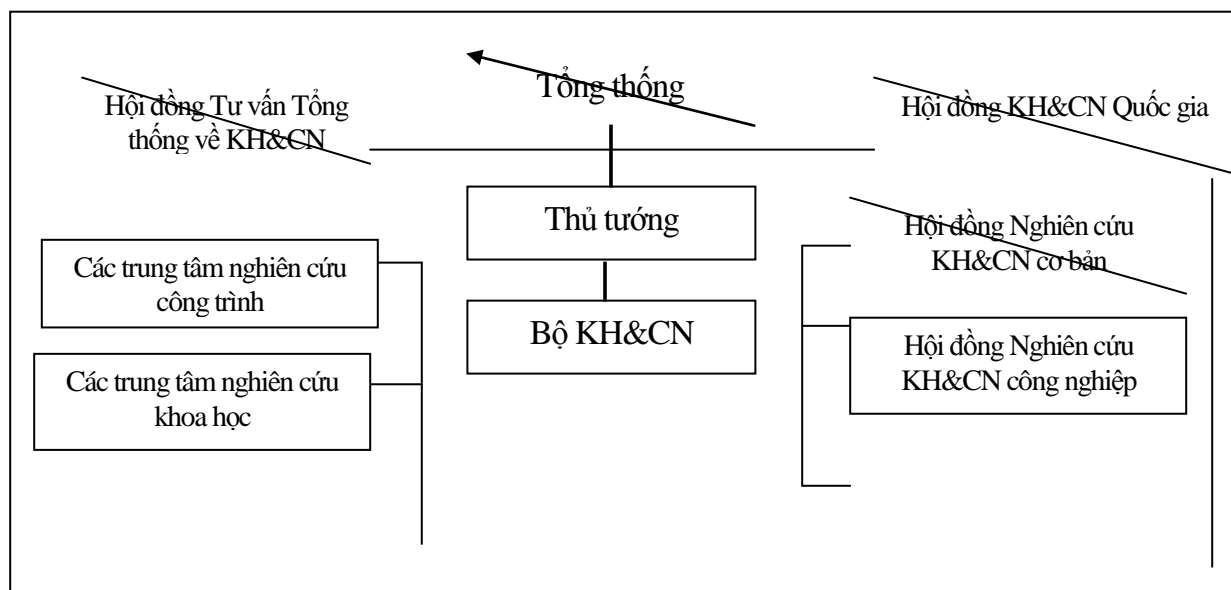 Tổng thống
Hội đồng Tư vấn Tổng
thống về KH&CN
Hội đồng KH&CN Quốc gia
Thủ tướng
Hội đồng Nghiên cứu
KH&CN cơ bản
Các trung tâm nghiên cứu
công trình
Bộ KH&CN
Hội đồng Nghiên cứu
KH&CN công nghiệp
Các trung tâm nghiên cứu
khoa học